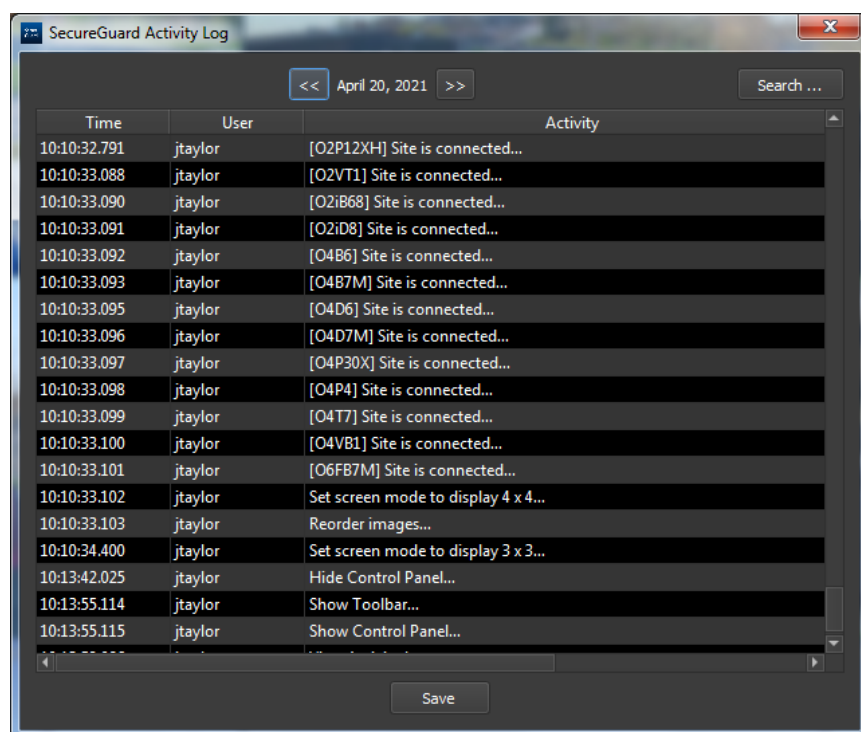 SecureGuard Activity Log
<< April 20, 2021 >> Search ...
Time User Activity
10:10:32.791 jtaylor [O2P12XH] Site is connected...
10:10:33.088 jtaylor [O2VT1] Site is connected...
10:10:33.090 jtaylor [O2iB68] Site is connected...
10:10:33.091 jtaylor [O2iD8] Site is connected...
10:10:33.092 jtaylor [O4B6] Site is connected...
10:10:33.093 jtaylor [O4B7M] Site is connected...
10:10:33.095 jtaylor [O4D6] Site is connected...
10:10:33.096 jtaylor [O4D7M] Site is connected...
10:10:33.097 jtaylor [O4P30X] Site is connected...
10:10:33.098 jtaylor [O4P4] Site is connected...
10:10:33.099 jtaylor [O4T7] Site is connected...
10:10:33.100 jtaylor [O4VB1] Site is connected...
10:10:33.101 jtaylor [O6FB7M] Site is connected...
10:10:33.102 jtaylor Set screen mode to display 4 x 4...
10:10:33.103 jtaylor Reorder images...
10:10:34.400 jtaylor Set screen mode to display 3 x 3...
10:13:42.025 jtaylor Hide Control Panel...
10:13:55.114 jtaylor Show Toolbar...
10:13:55.115 jtaylor Show Control Panel...
Save